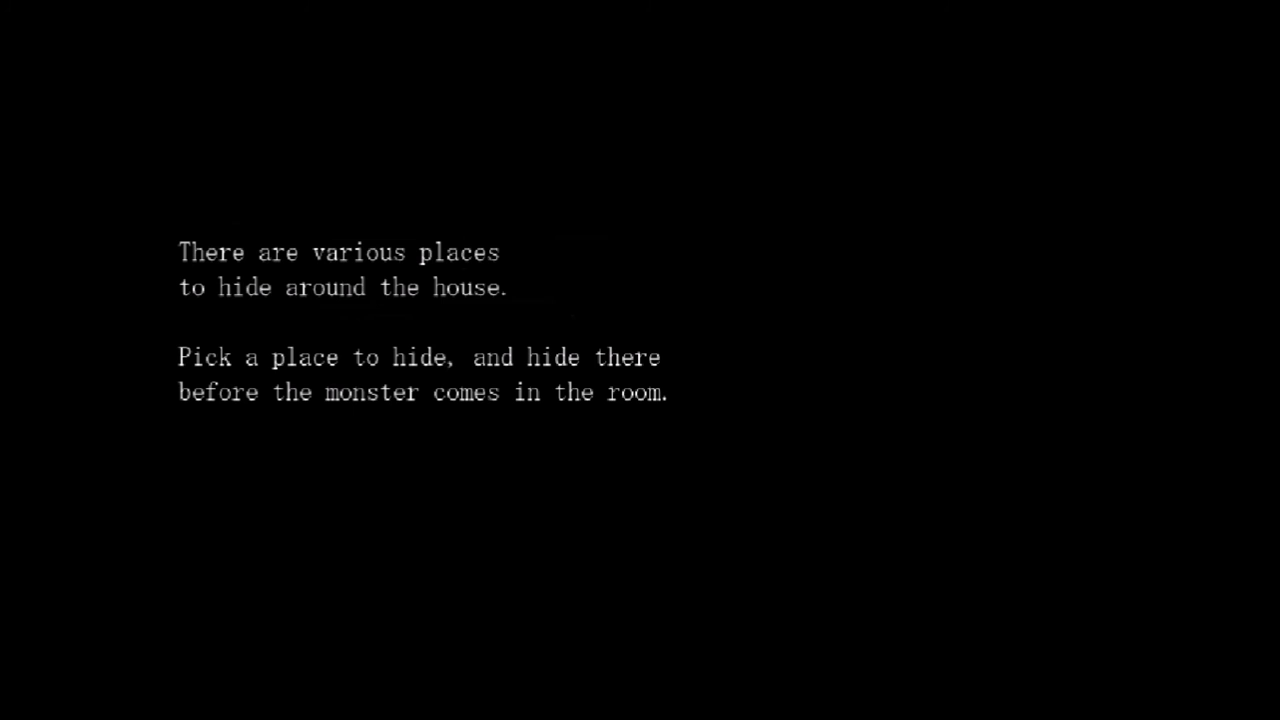 There are various places
to hide around the house.
Pick a place to hide, and hide there
before the monster comes in the room.